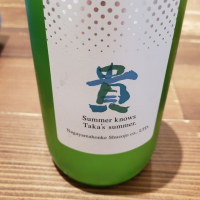 貴
Summer knows
Taka's summer.
Nagayamahonke Shuzojo co., LTD.